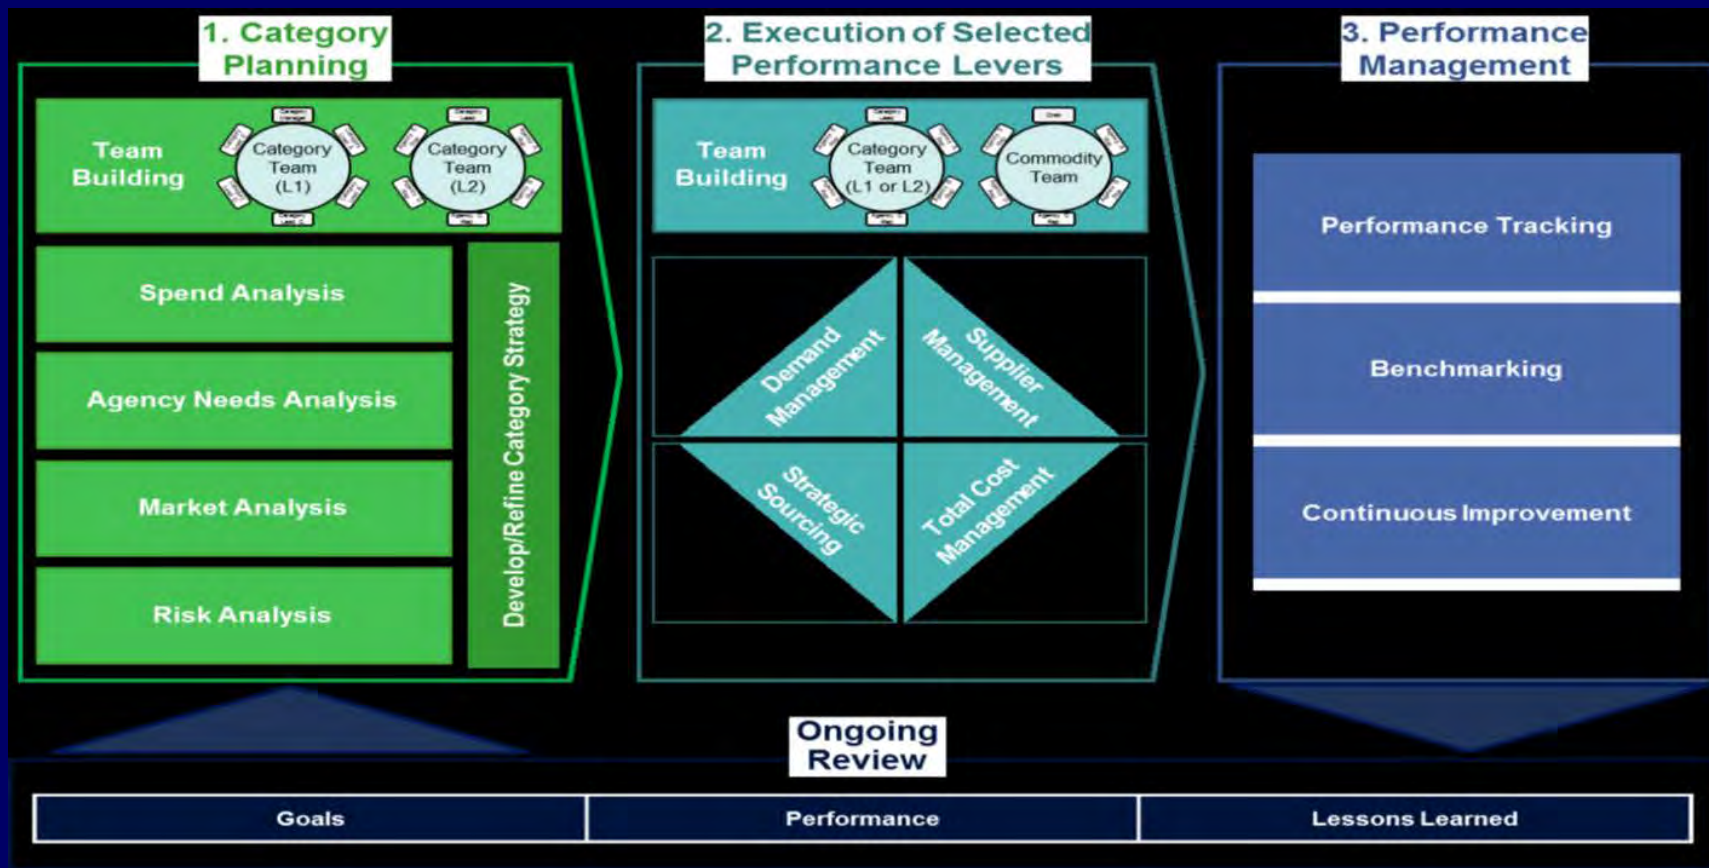 1. Category
Planning
Team
Building
Category
Team
(L1)
Category
Team
(L2)
Spend Analysis
Agency Needs Analysis
Market Analysis
Risk Analysis
Develop/Refine Category Strategy
2. Execution of Selected
Performance Levers
Team
Building
Category
Team
(L1 or L2)
Commodity
Team
Demand
Management
Supplier
Management
Strategic
Sourcing
Total Cost
Management
3. Performance
Management
Performance Tracking
Benchmarking
Continuous Improvement
Ongoing
Review
Goals
Performance
Lessons Learned